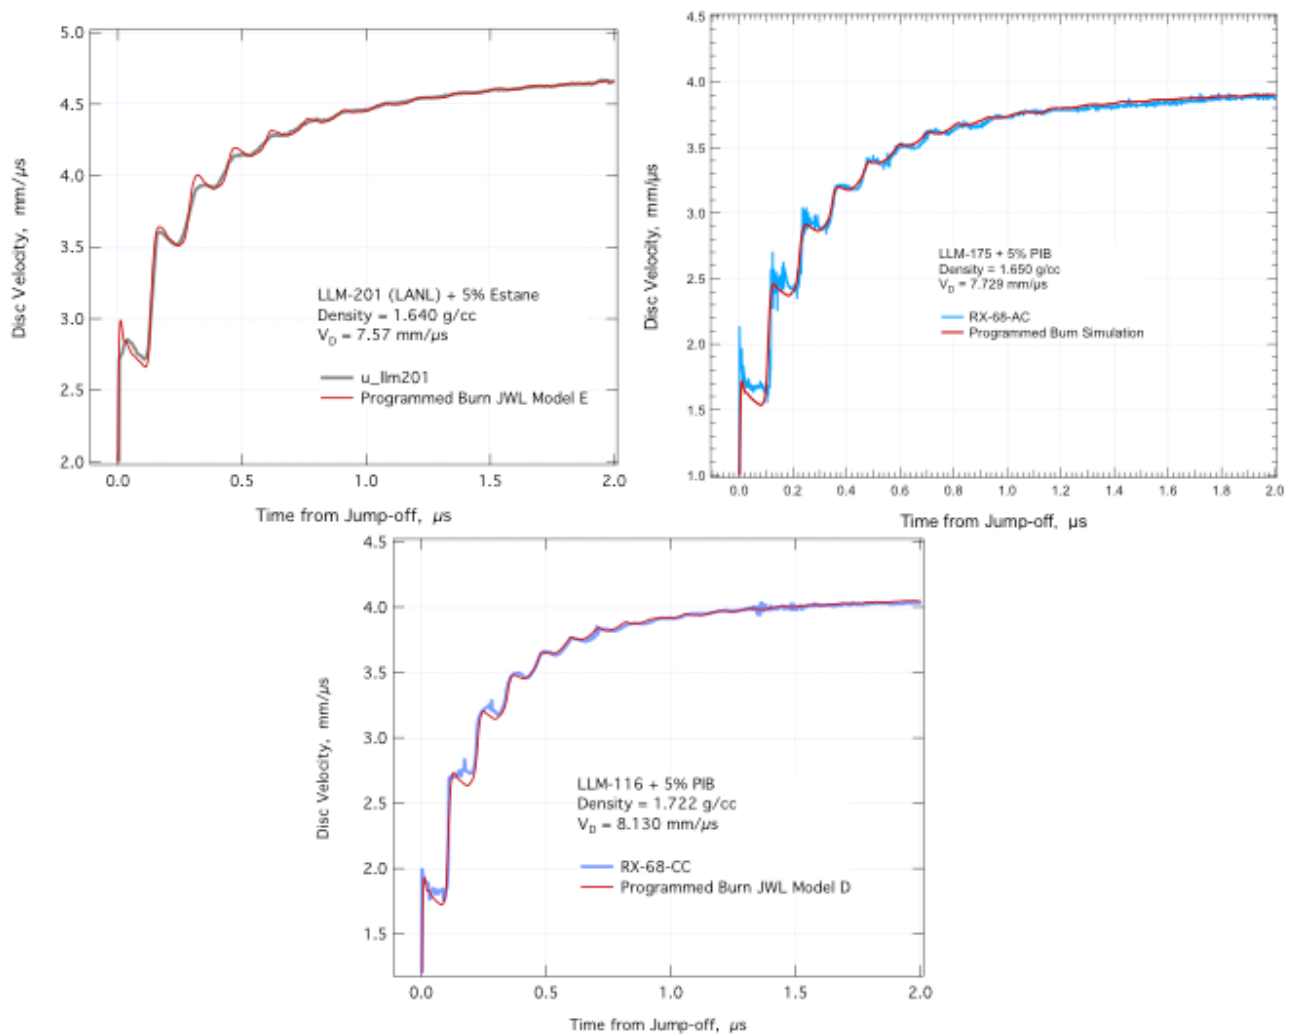 5.0
4.5
4.0
3.5
3.0
2.5
2.0
Disc Velocity, mm/µs
LLM-201 (LANL) + 5% Estane
Density = 1.640 g/cc
V_D = 7.57 mm/µs
u_llm201
Programmed Burn JWL Model E
0.0 0.5 1.0 1.5 2.0
Time from Jump-off, µs
4.5
4.0
3.5
3.0
2.5
2.0
1.5
1.0
Disc Velocity, mm/µs
LLM-175 + 5% PIB
Density = 1.650 g/cc
V_D = 7.729 mm/µs
RX-68-AC
Programmed Burn Simulation
0.0 0.2 0.4 0.6 0.8 1.0 1.2 1.4 1.6 1.8 2.0
Time from Jump-off, µs
4.5
4.0
3.5
3.0
2.5
2.0
1.5
Disc Velocity, mm/µs
LLM-116 + 5% PIB
Density = 1.722 g/cc
V_D = 8.130 mm/µs
RX-68-CC
Programmed Burn JWL Model D
0.0 0.5 1.0 1.5 2.0
Time from Jump-off, µs